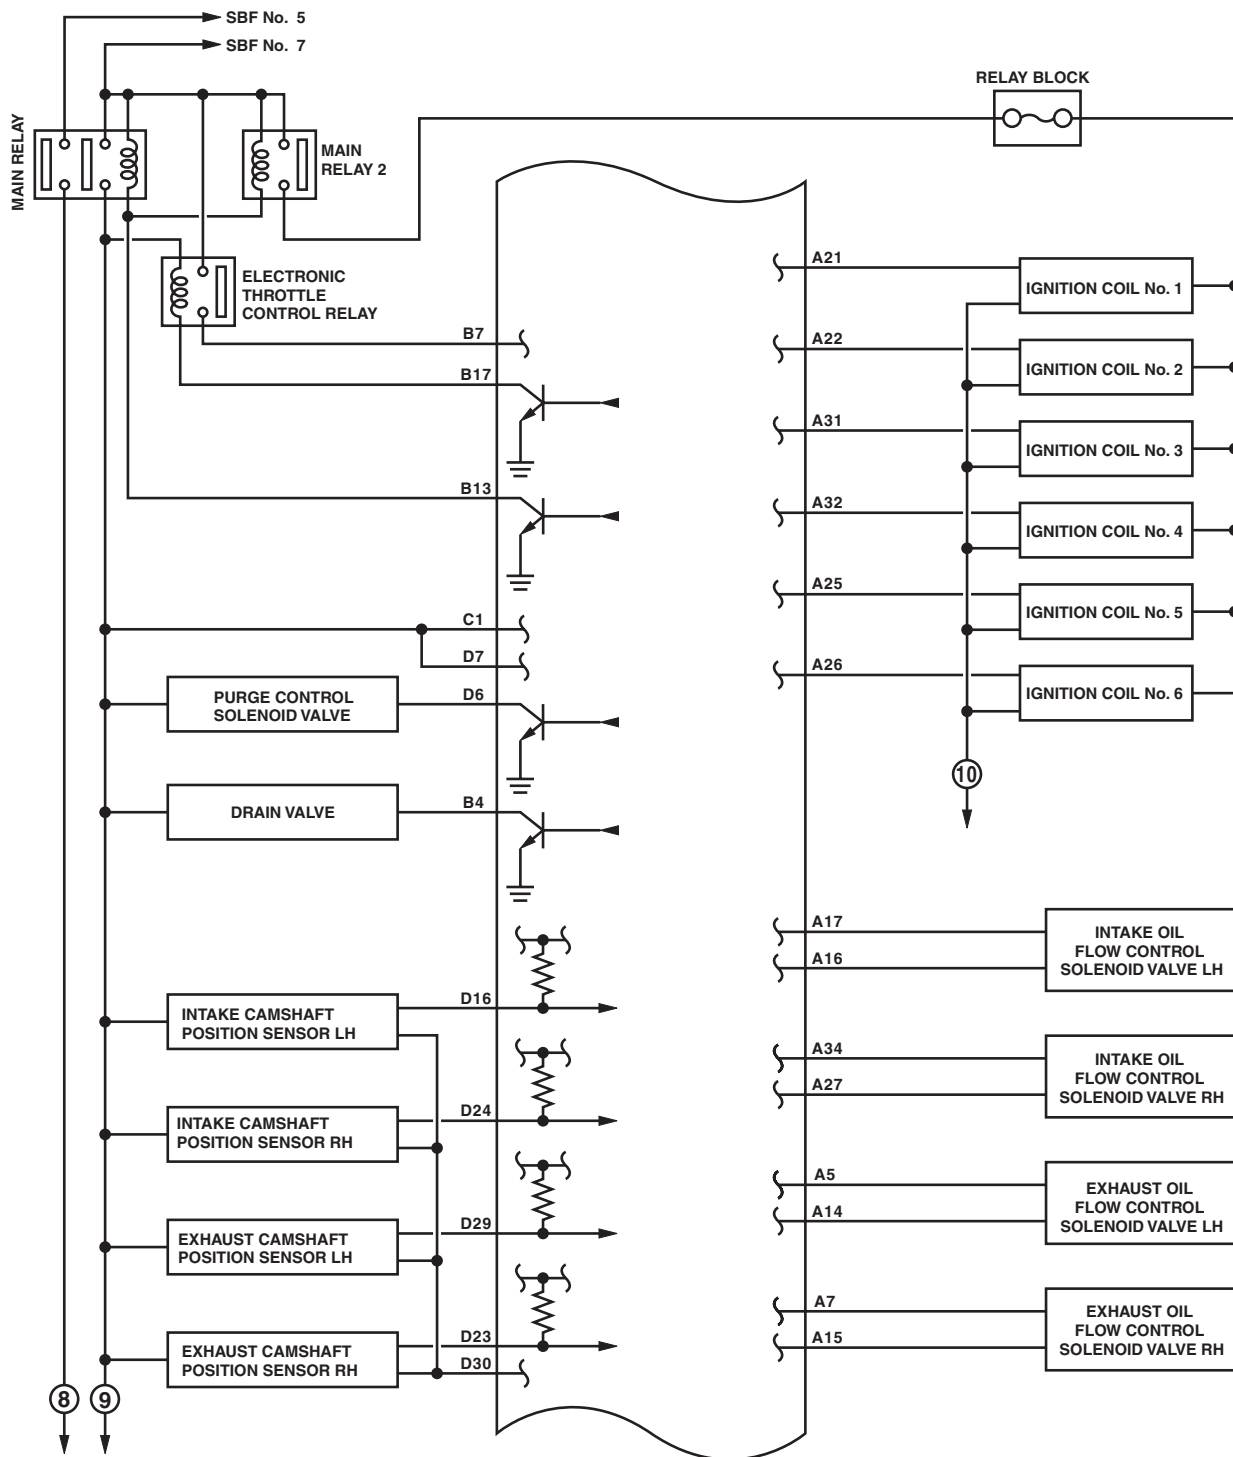 SBF No. 5
SBF No. 7
RELAY BLOCK
MAIN RELAY
MAIN
RELAY 2
ELECTRONIC
THROTTLE
CONTROL RELAY
B7
B17
B13
C1
D7
PURGE CONTROL
SOLENOID VALVE
D6
DRAIN VALVE
B4
INTAKE CAMSHAFT
POSITION SENSOR LH
D16
INTAKE CAMSHAFT
POSITION SENSOR RH
D24
EXHAUST CAMSHAFT
POSITION SENSOR LH
D29
EXHAUST CAMSHAFT
POSITION SENSOR RH
D23
D30
8
9
A21
IGNITION COIL No. 1
A22
IGNITION COIL No. 2
A31
IGNITION COIL No. 3
A32
IGNITION COIL No. 4
A25
IGNITION COIL No. 5
A26
IGNITION COIL No. 6
10
A17
A16
INTAKE OIL
FLOW CONTROL
SOLENOID VALVE LH
A34
A27
INTAKE OIL
FLOW CONTROL
SOLENOID VALVE RH
A5
A14
EXHAUST OIL
FLOW CONTROL
SOLENOID VALVE LH
A7
A15
EXHAUST OIL
FLOW CONTROL
SOLENOID VALVE RH